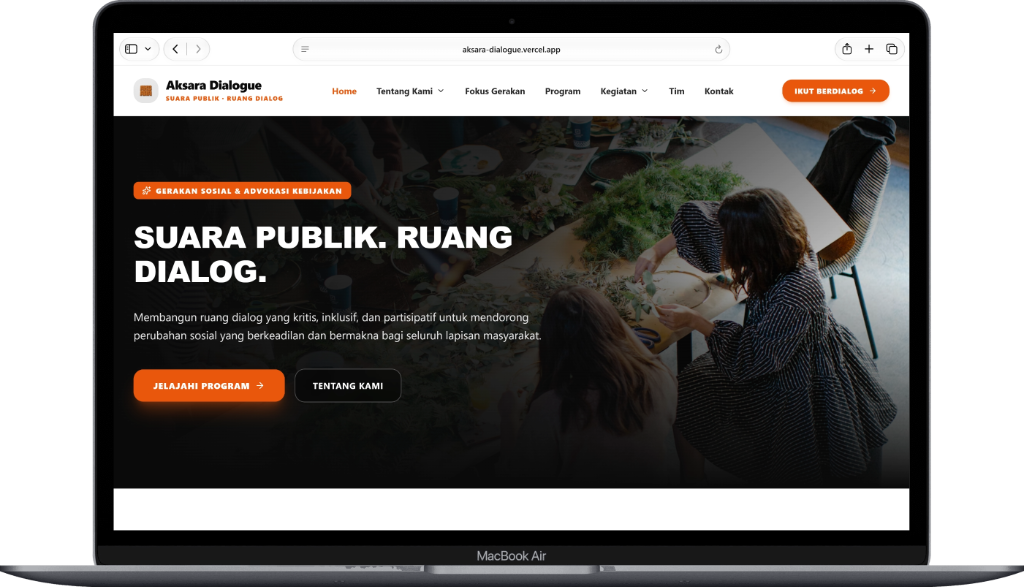 aksara-dialogue.vercel.app
Aksara Dialogue
SUARA PUBLIK - RUANG DIALOG
Home
Tentang Kami
Fokus Gerakan
Program
Kegiatan
Tim
Kontak
IKUT BERDIALOG
GERAKAN SOSIAL & ADVOKASI KEBIJAKAN
SUARA PUBLIK. RUANG
DIALOG.
Membangun ruang dialog yang kritis, inklusif, dan partisipatif untuk mendorong
perubahan sosial yang berkeadilan dan bermakna bagi seluruh lapisan masyarakat.
JELAJAHI PROGRAM
TENTANG KAMI
MacBook Air